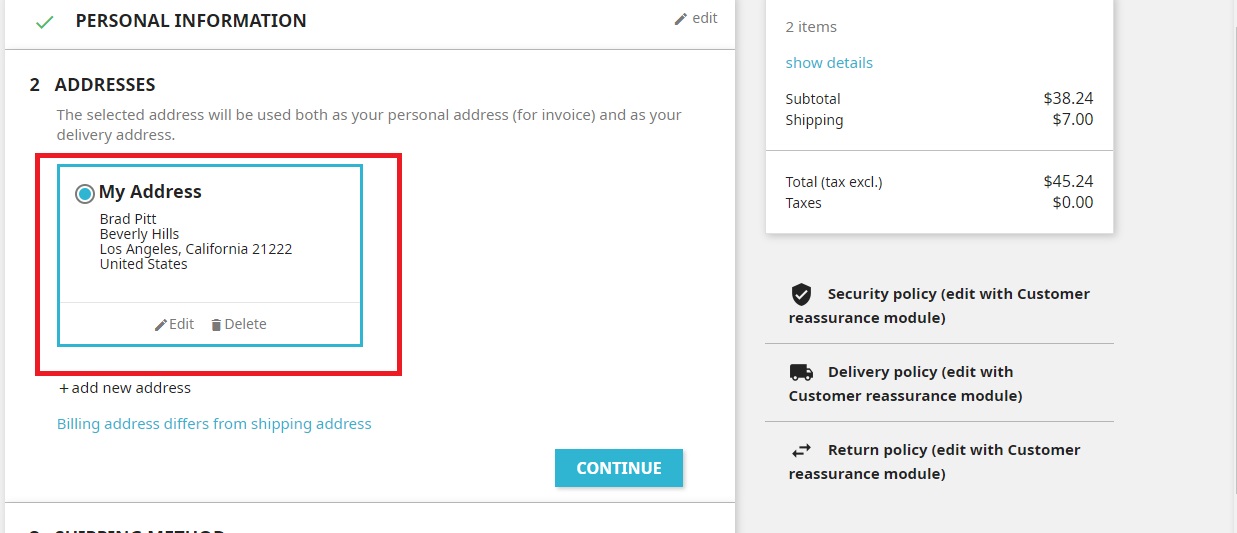 PERSONAL INFORMATION
edit
2 ADDRESSES
The selected address will be used both as your personal address (for invoice) and as your
delivery address.
My Address
Brad Pitt
Beverly Hills
Los Angeles, California 21222
United States
Edit Delete
+ add new address
Billing address differs from shipping address
CONTINUE
SHIPPING METHOD
2 items
show details
Subtotal $38.24
Shipping $7.00
Total (tax excl.) $45.24
Taxes $0.00
Security policy (edit with Customer
reassurance module)
Delivery policy (edit with
Customer reassurance module)
Return policy (edit with Customer
reassurance module)